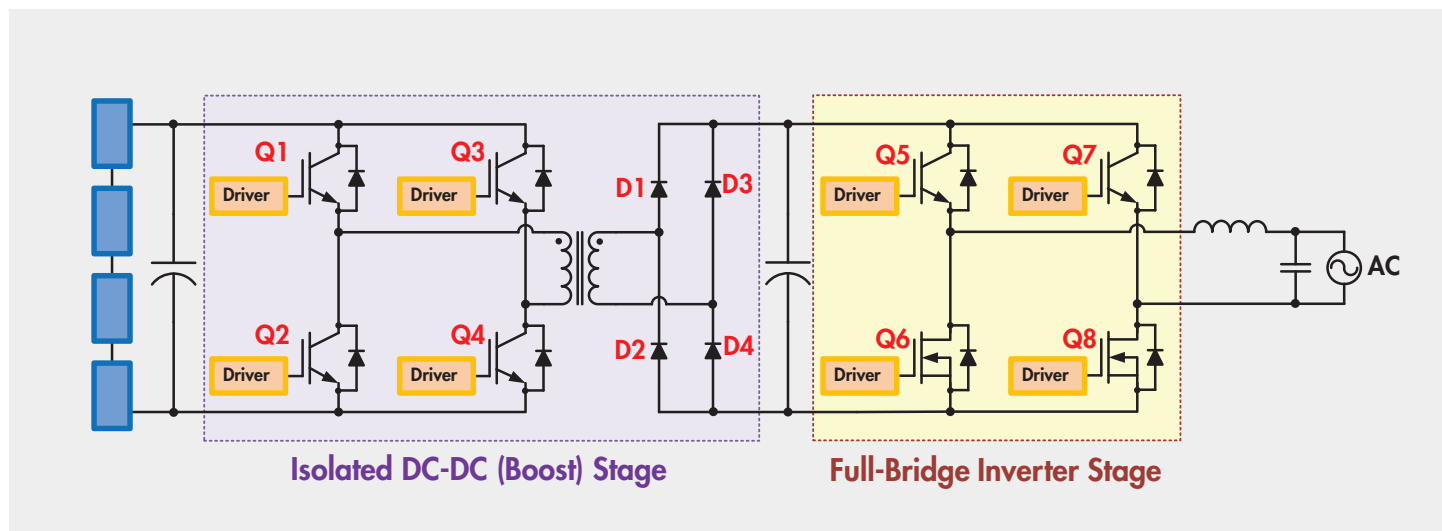 Q1
Q3
Q5
Q7
Driver
Driver
D1
D3
Driver
Driver
AC
Q2
Q4
D2
D4
Q6
Q8
Driver
Driver
Driver
Driver
Isolated DC-DC (Boost) Stage
Full-Bridge Inverter Stage